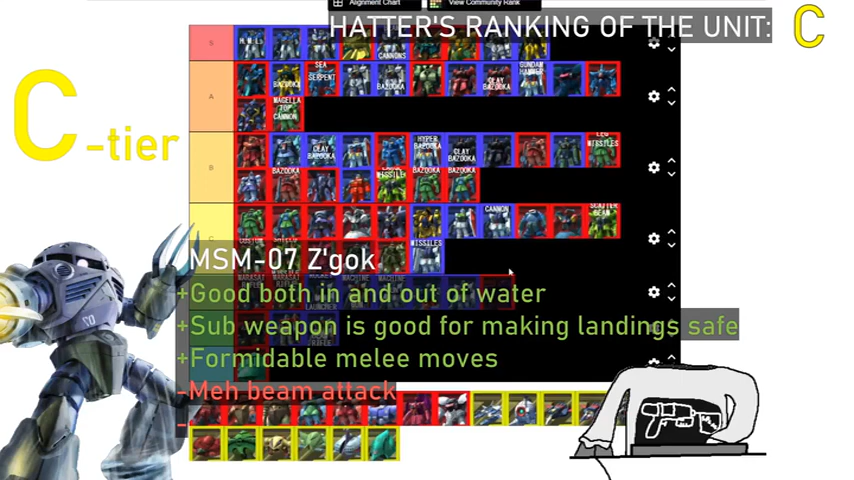 Alignment Chart
View Community Rank
HATTER'S RANKING OF THE UNIT: C
C-tier
S
CANNONS
A
BAZOOKA
SEA SERPENT
BAZOOKA
CLAY BAZOOKA
GUNDAM HAMMER
MAGELLA TOP CANNON
B
CLAY BAZOOKA
HYPER BAZOOKA
CLAY BAZOOKA
LEG MISSILES
BAZOOKA
BAZOOKA
BAZOOKA
CANNON
SCATTER BEAM
MISSILES
MSM-07 Z'gok
+Good both in and out of water
+Sub weapon is good for making landings safe
+Formidable melee moves
-Meh beam attack
-